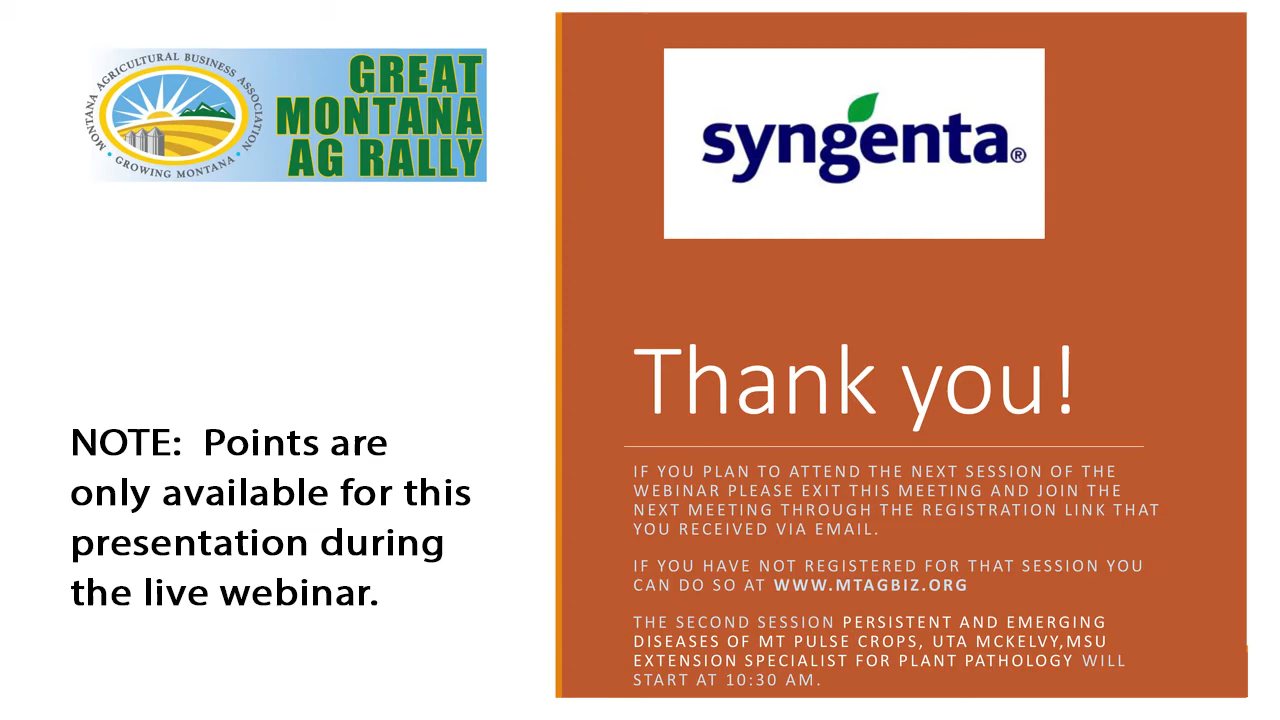 MONTANA AGRICULTURAL BUSINESS ASSOCIATION
• GROWING MONTANA •
GREAT
MONTANA
AG RALLY
NOTE:  Points are
only available for this
presentation during
the live webinar.
syngenta®
Thank you!
IF YOU PLAN TO ATTEND THE NEXT SESSION OF THE
WEBINAR PLEASE EXIT THIS MEETING AND JOIN THE
NEXT MEETING THROUGH THE REGISTRATION LINK THAT
YOU RECEIVED VIA EMAIL.
IF YOU HAVE NOT REGISTERED FOR THAT SESSION YOU
CAN DO SO AT WWW.MTAGBIZ.ORG
THE SECOND SESSION PERSISTENT AND EMERGING
DISEASES OF MT PULSE CROPS, UTA MCKELVY,MSU
EXTENSION SPECIALIST FOR PLANT PATHOLOGY WILL
START AT 10:30 AM.